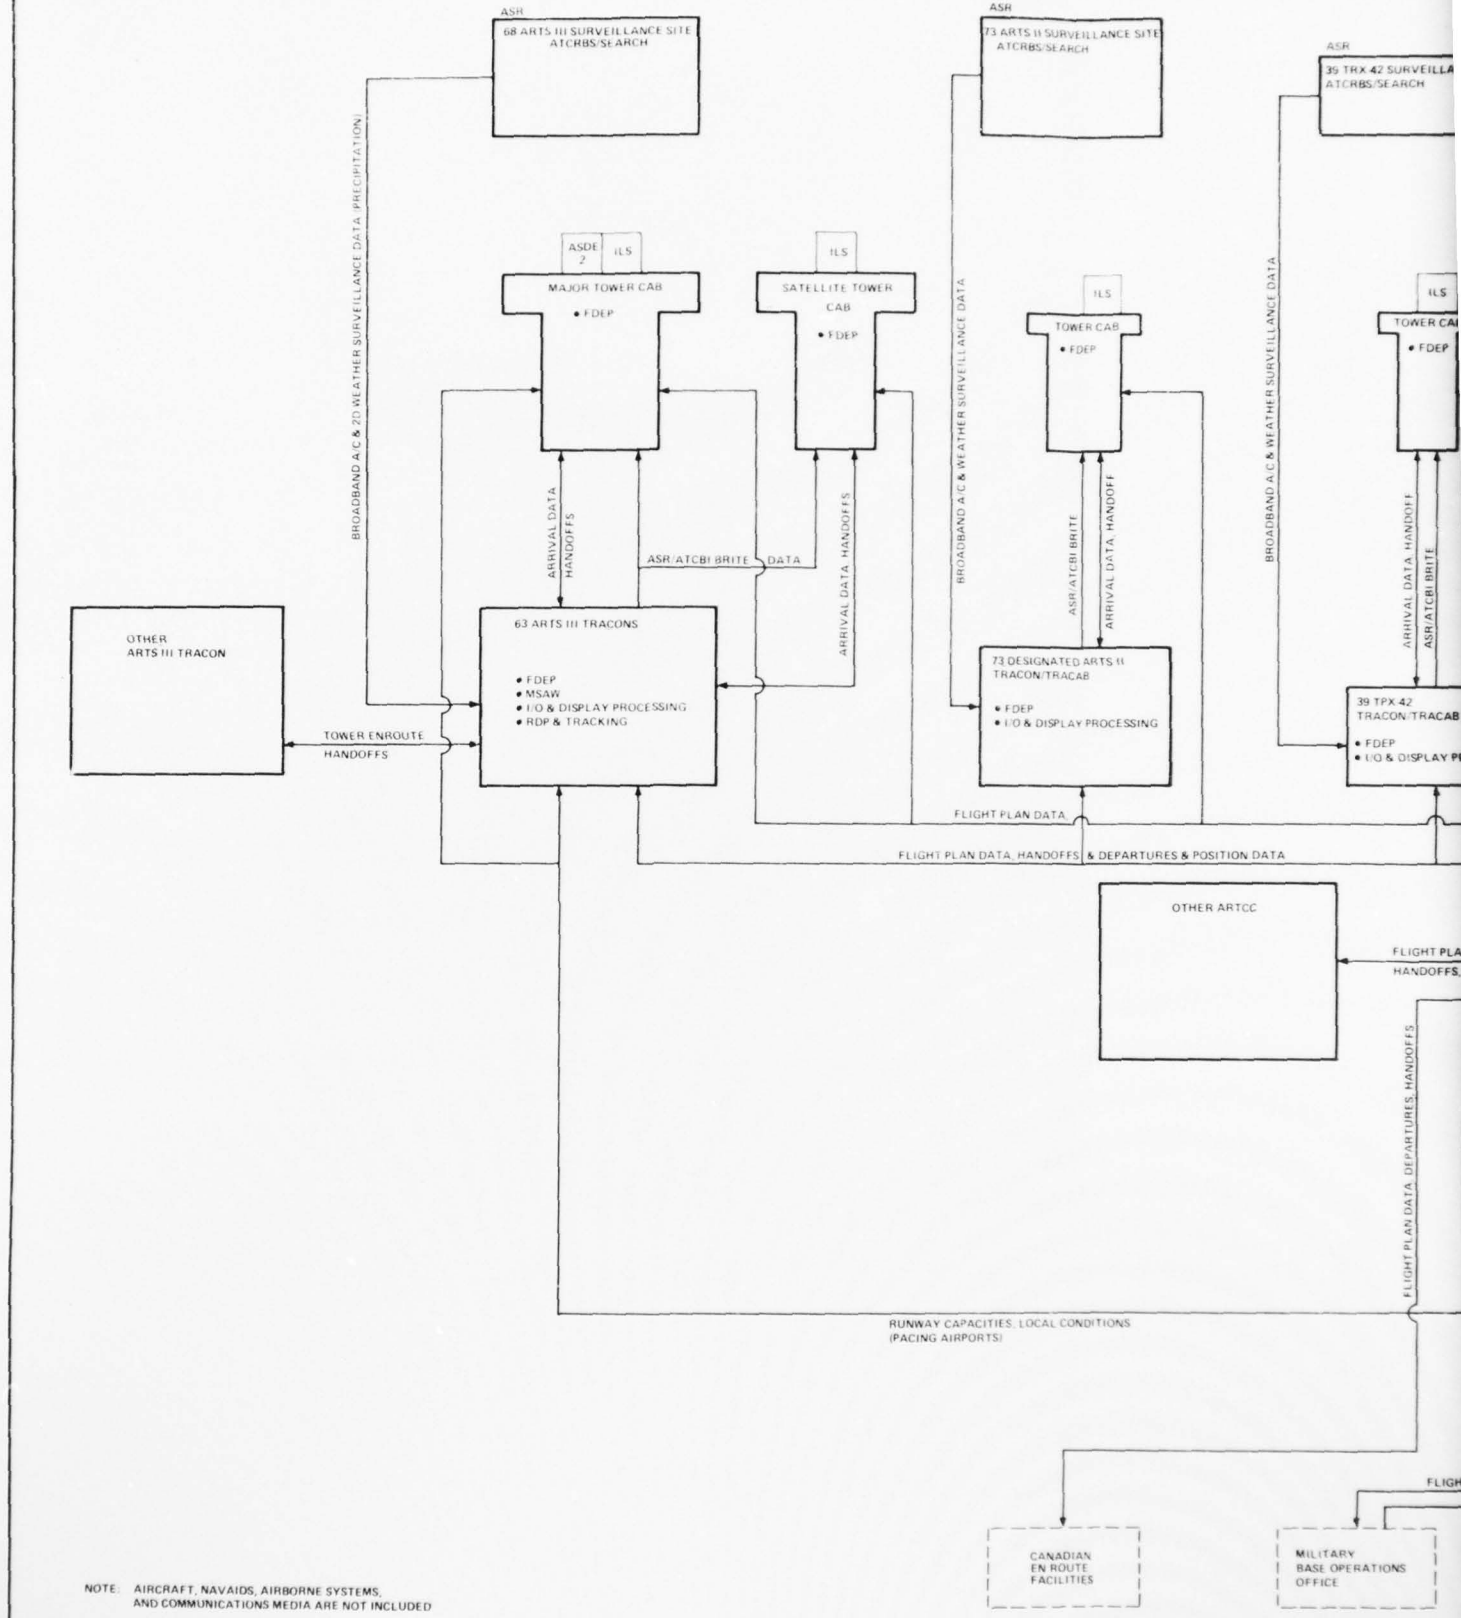 ASR
68 ARTS III SURVEILLANCE SITE
ATCRBS/SEARCH
ASR
73 ARTS II SURVEILLANCE SITE
ATCRBS/SEARCH
ASR
39 TRX 42 SURVEILLA
ATCRBS/SEARCH
BROADBAND A/C & 2D WEATHER SURVEILLANCE DATA (PRECIPITATION)
ASDE
2
ILS
MAJOR TOWER CAB
• FDEP
ILS
SATELLITE TOWER
CAB
• FDEP
BROADBAND A/C & WEATHER SURVEILLANCE DATA
ILS
TOWER CAB
• FDEP
BROADBAND A/C & WEATHER SURVEILLANCE DATA
ILS
TOWER CA
• FDEP
ARRIVAL DATA
HANDOFFS
ASR/ATCBI BRITE DATA
ARRIVAL DATA, HANDOFFS
ASR/ATCBI BRITE
ARRIVAL DATA, HANDOFF
ARRIVAL DATA, HANDOFF
ASR/ATCBI BRITE
OTHER
ARTS III TRACON
TOWER ENROUTE
HANDOFFS
63 ARTS III TRACONS
• FDEP
• MSAW
• I/O & DISPLAY PROCESSING
• RDP & TRACKING
73 DESIGNATED ARTS II
TRACON/TRACAB
• FDEP
• I/O & DISPLAY PROCESSING
39 TPX 42
TRACON/TRACAB
• FDEP
• I/O & DISPLAY P
FLIGHT PLAN DATA,
FLIGHT PLAN DATA, HANDOFFS & DEPARTURES & POSITION DATA
OTHER ARTCC
FLIGHT PLA
HANDOFFS,
FLIGHT PLAN DATA, DEPARTURES, HANDOFFS
RUNWAY CAPACITIES, LOCAL CONDITIONS
(PACING AIRPORTS)
FLIGH
CANADIAN
EN ROUTE
FACILITIES
MILITARY
BASE OPERATIONS
OFFICE
NOTE: AIRCRAFT, NAVAIDS, AIRBORNE SYSTEMS,
AND COMMUNICATIONS MEDIA ARE NOT INCLUDED